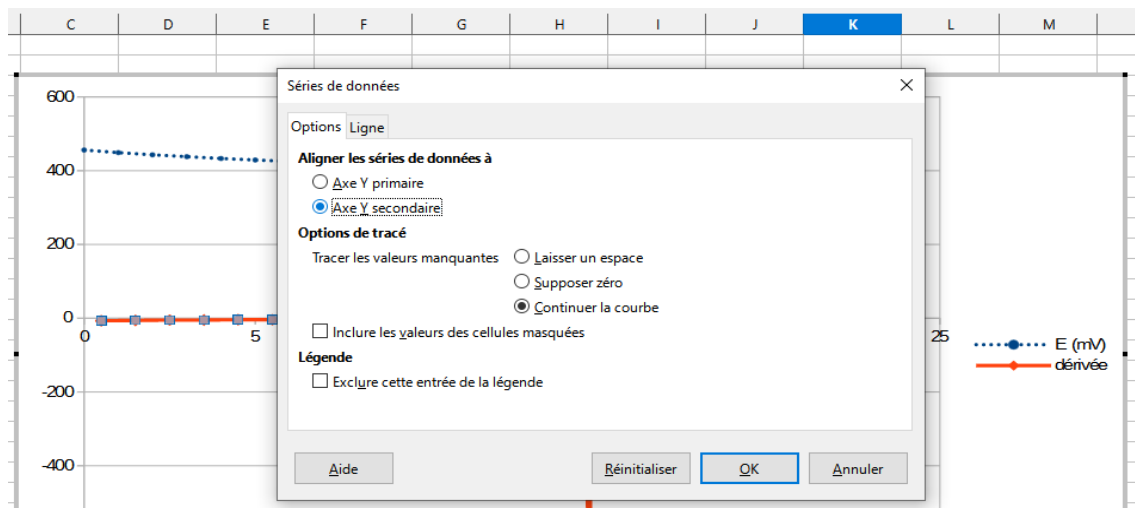 C D E F G H I J K L M
Séries de données
600
Options Ligne
Aligner les séries de données à
400
Axe Y primaire
Axe Y secondaire
Options de tracé
200
Tracer les valeurs manquantes Laisser un espace
Supposer zéro
Continuer la courbe
0
Inclure les valeurs des cellules masquées
0 5 25
E (mV)
Légende
dérivée
Exclure cette entrée de la légende
-200
-400
Aide Réinitialiser OK Annuler